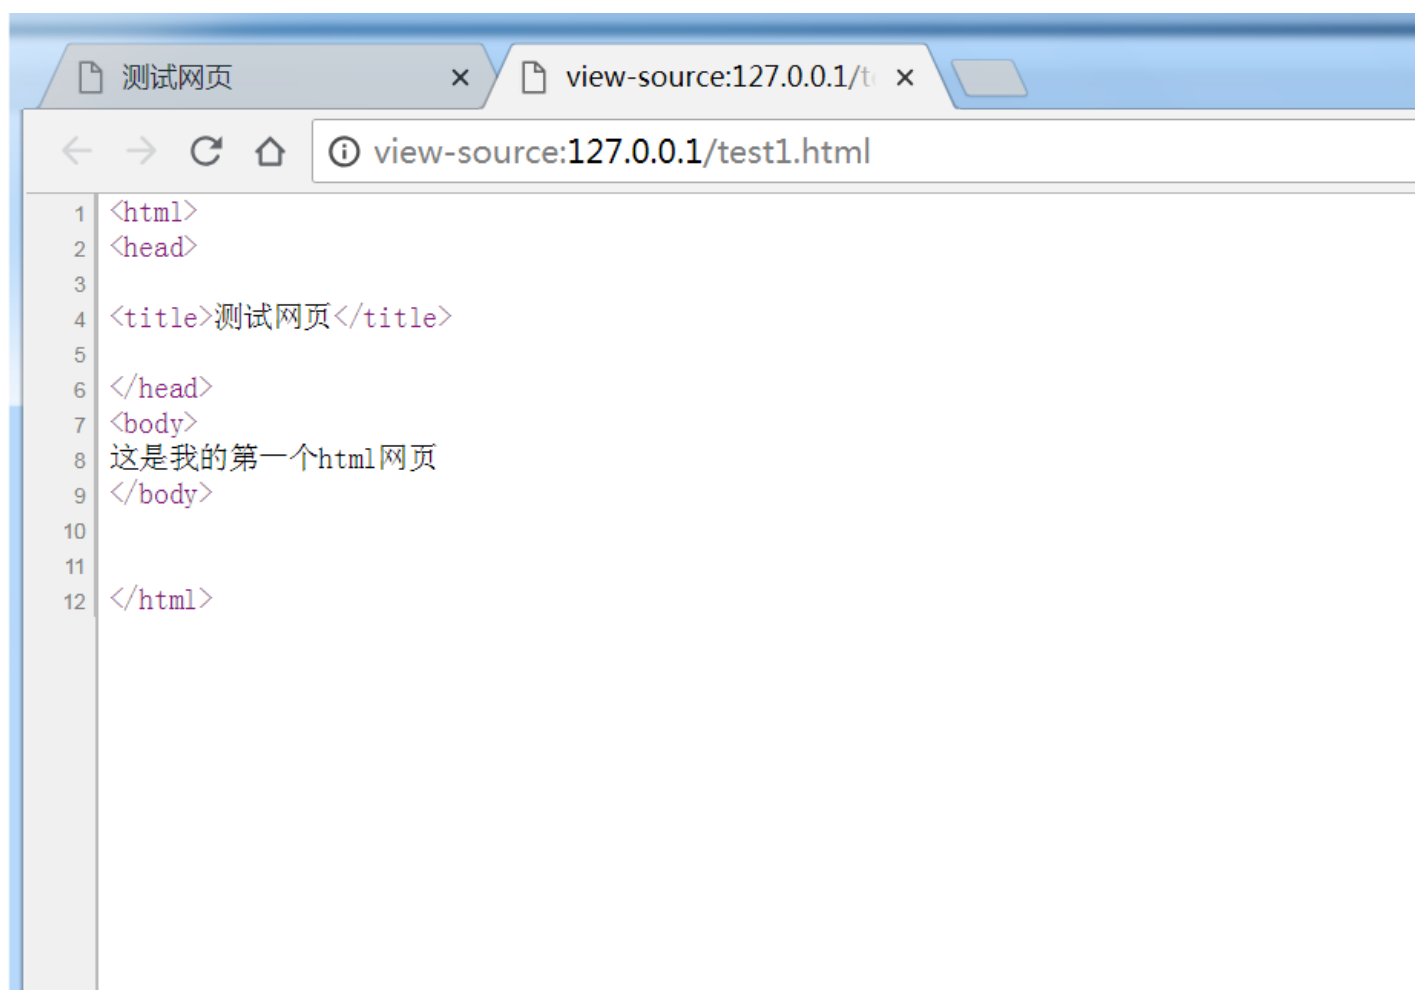 测试网页
view-source:127.0.0.1/t
view-source:127.0.0.1/test1.html
1 <html>
2 <head>
3
4 <title>测试网页</title>
5
6 </head>
7 <body>
8 这是我的第一个html网页
9 </body>
10
11
12 </html>